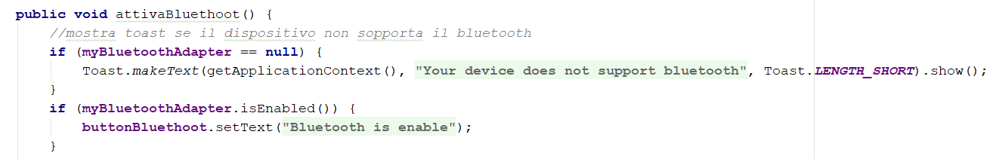 public void attivaBluethoot() {
//mostra toast se il dispositivo non sopporta il bluetooth
if (myBluetoothAdapter == null) {
Toast.makeText(getApplicationContext(), "Your device does not support bluetooth", Toast.LENGTH_SHORT).show();
}
if (myBluetoothAdapter.isEnabled()) {
buttonBluethoot.setText("Bluetooth is enable");
}